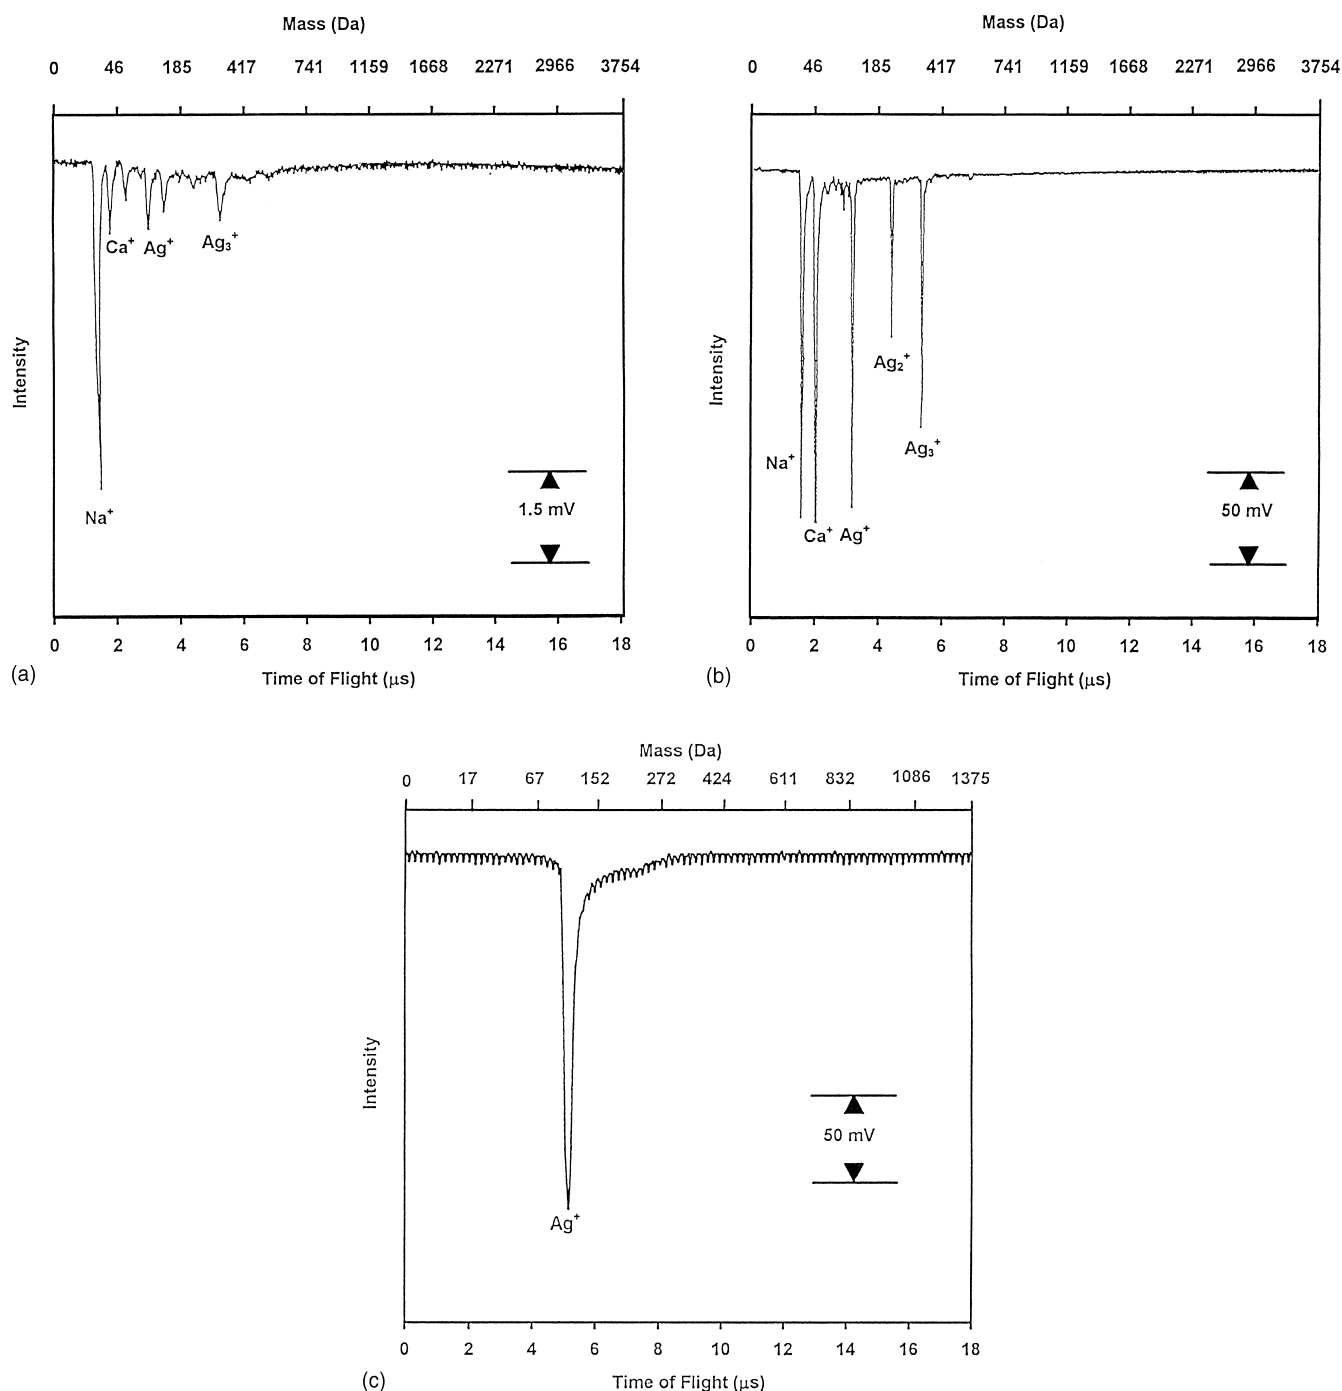 Mass (Da)
0 46 185 417 741 1159 1668 2271 2966 3754
Intensity
Ca⁺ Ag⁺ Ag₃⁺
Na⁺
1.5 mV
0 2 4 6 8 10 12 14 16 18
Time of Flight (μs)
(a)
Mass (Da)
0 46 185 417 741 1159 1668 2271 2966 3754
Intensity
Ag₂⁺
Ag₃⁺
Na⁺
Ca⁺ Ag⁺
50 mV
0 2 4 6 8 10 12 14 16 18
Time of Flight (μs)
(b)
Mass (Da)
0 17 67 152 272 424 611 832 1086 1375
Intensity
50 mV
Ag⁺
0 2 4 6 8 10 12 14 16 18
Time of Flight (μs)
(c)